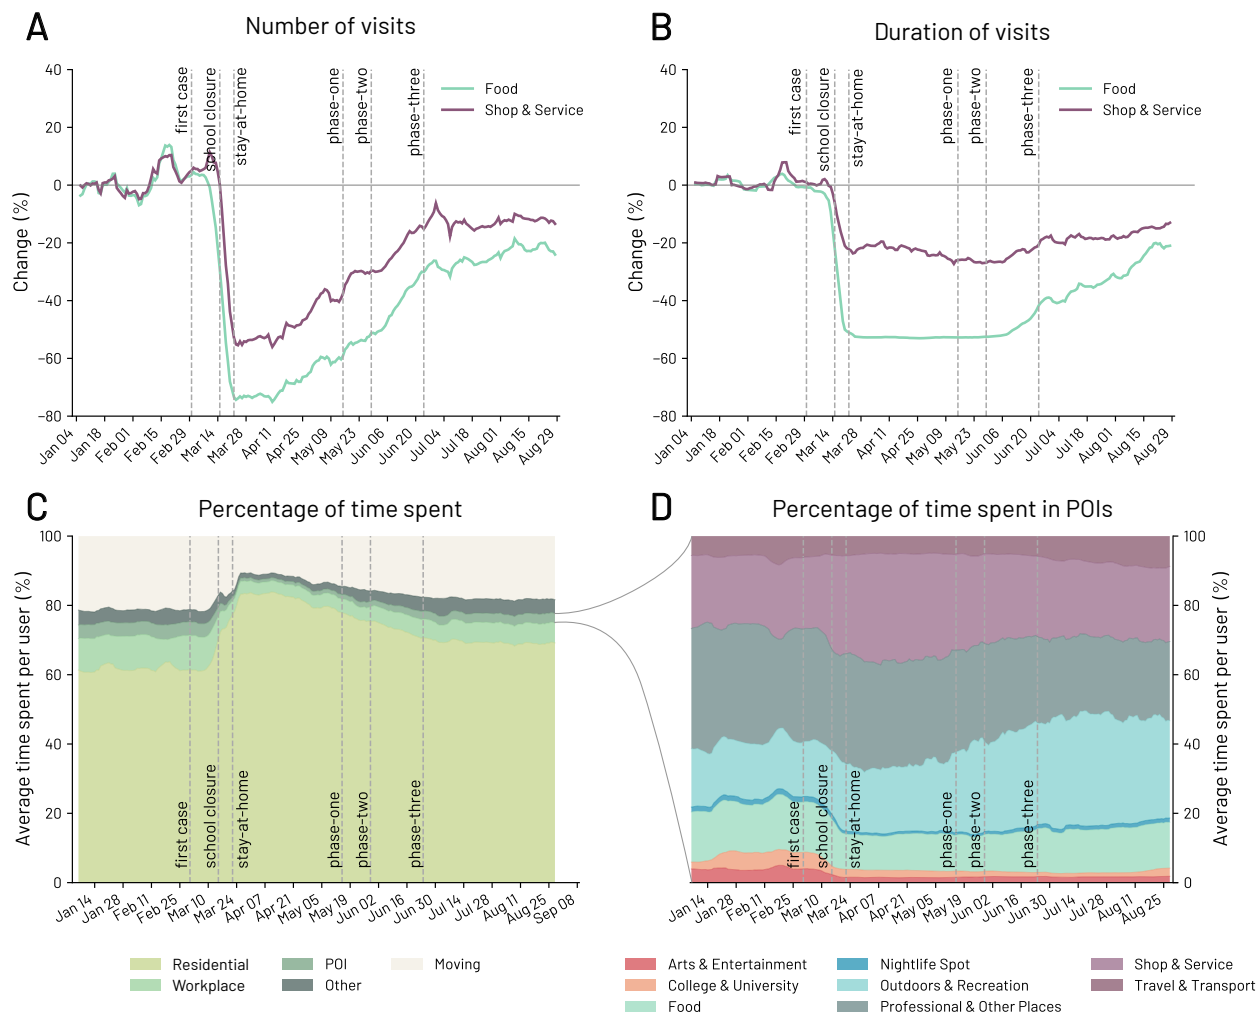 A
Number of visits
40
20
0
−20
−40
−60
−80
Change (%)
first case
school closure
stay-at-home
phase-one
phase-two
phase-three
Food
Shop & Service
Jan 04
Jan 18
Feb 01
Feb 15
Feb 29
Mar 14
Mar 28
Apr 11
Apr 25
May 09
May 23
Jun 06
Jun 20
Jul 04
Jul 18
Aug 01
Aug 15
Aug 29
B
Duration of visits
40
20
0
−20
−40
−60
−80
Change (%)
first case
school closure
stay-at-home
phase-one
phase-two
phase-three
Food
Shop & Service
Jan 04
Jan 18
Feb 01
Feb 15
Feb 29
Mar 14
Mar 28
Apr 11
Apr 25
May 09
May 23
Jun 06
Jun 20
Jul 04
Jul 18
Aug 01
Aug 15
Aug 29
C
Percentage of time spent
100
80
60
40
20
0
Average time spent per user (%)
first case
school closure
stay-at-home
phase-one
phase-two
phase-three
Jan 14
Jan 28
Feb 11
Feb 25
Mar 10
Mar 24
Apr 07
Apr 21
May 05
May 19
Jun 02
Jun 16
Jun 30
Jul 14
Jul 28
Aug 11
Aug 25
Sep 08
Residential
POI
Moving
Workplace
Other
D
Percentage of time spent in POIs
100
80
60
40
20
0
Average time spent per user (%)
first case
school closure
stay-at-home
phase-one
phase-two
phase-three
Jan 14
Jan 28
Feb 11
Feb 25
Mar 10
Mar 24
Apr 07
Apr 21
May 05
May 19
Jun 02
Jun 16
Jun 30
Jul 14
Jul 28
Aug 11
Aug 25
Arts & Entertainment
Nightlife Spot
Shop & Service
College & University
Outdoors & Recreation
Travel & Transport
Food
Professional & Other Places